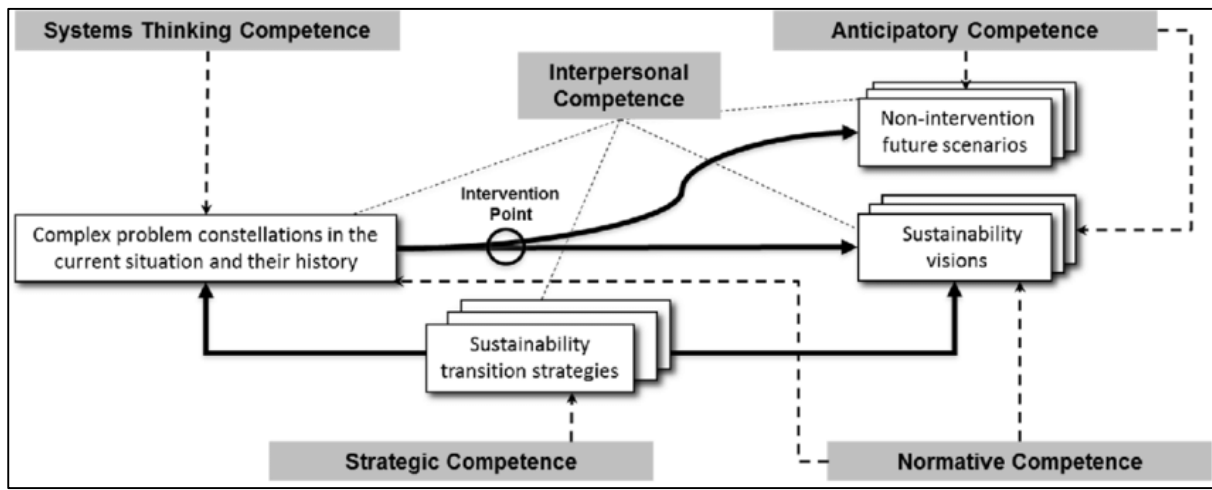 Systems Thinking Competence
Anticipatory Competence
Interpersonal
Competence
Non-intervention
future scenarios
Intervention
Point
Complex problem constellations in the
current situation and their history
Sustainability
visions
Sustainability
transition strategies
Strategic Competence
Normative Competence